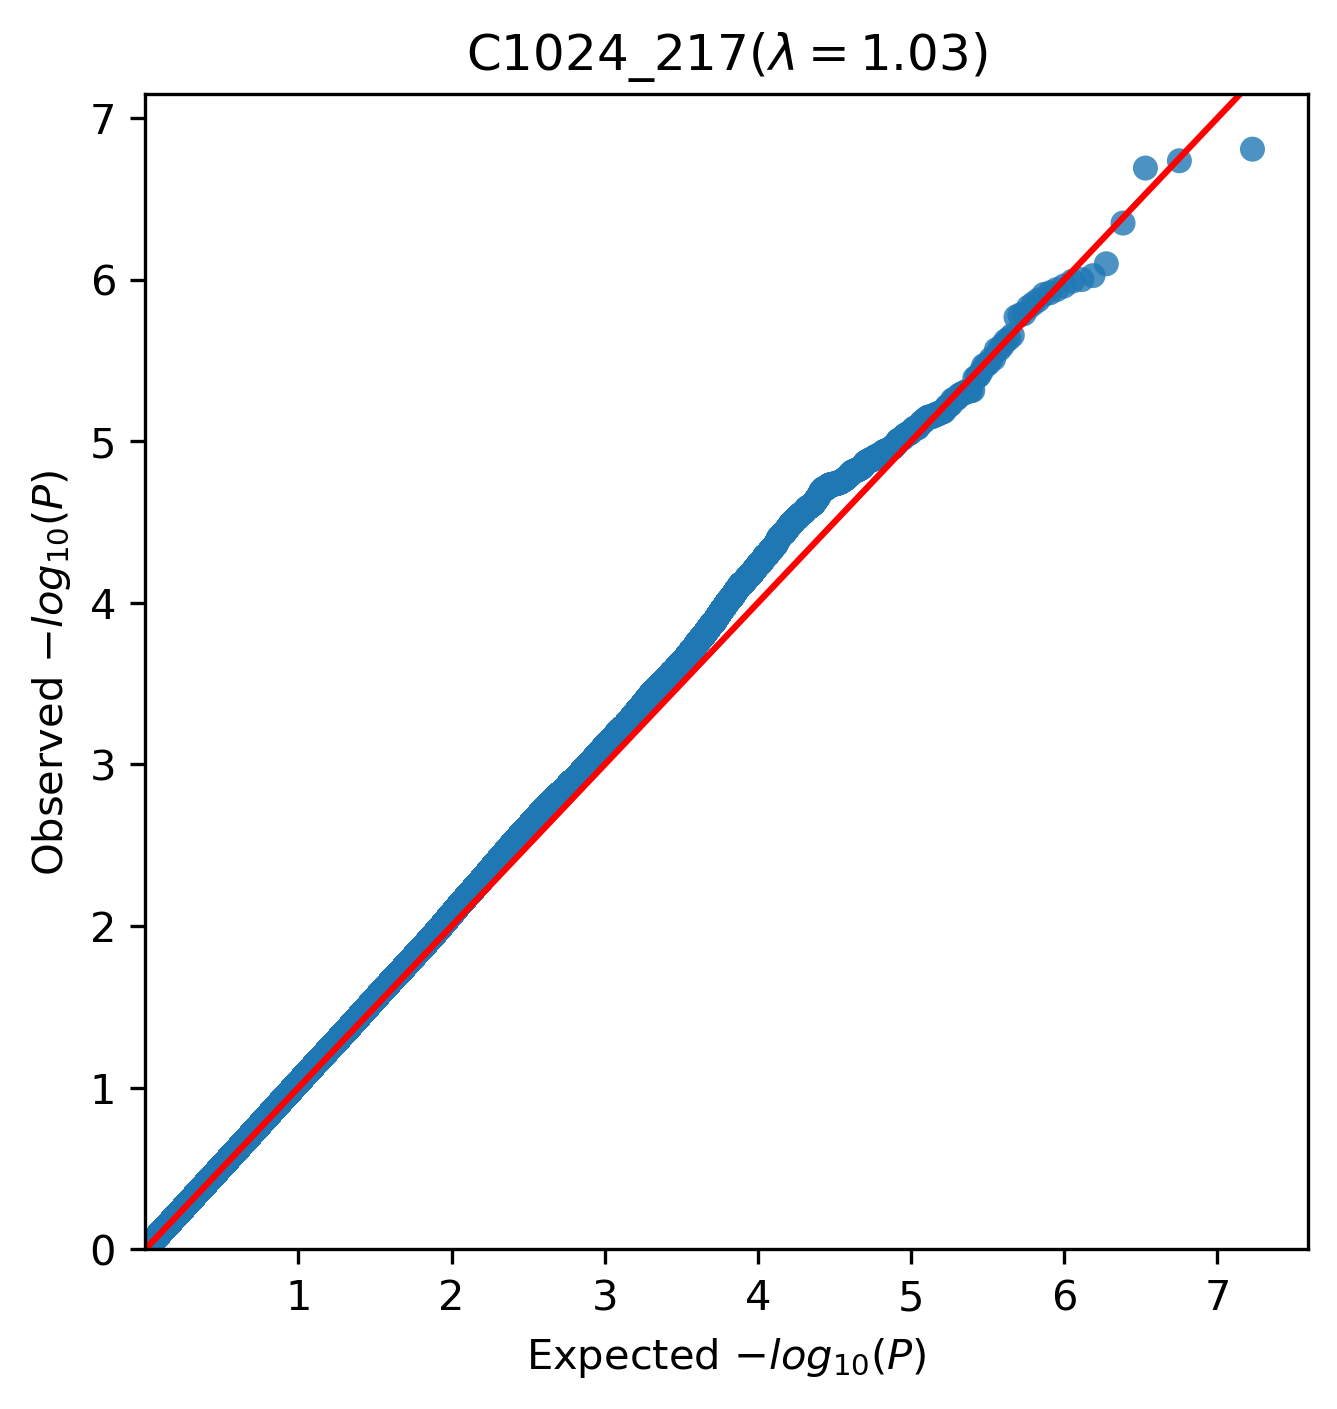 C1024_217(λ = 1.03)
7
6
5
4
3
2
1
0
Observed −log₁₀(P)
1 2 3 4 5 6 7
Expected −log₁₀(P)